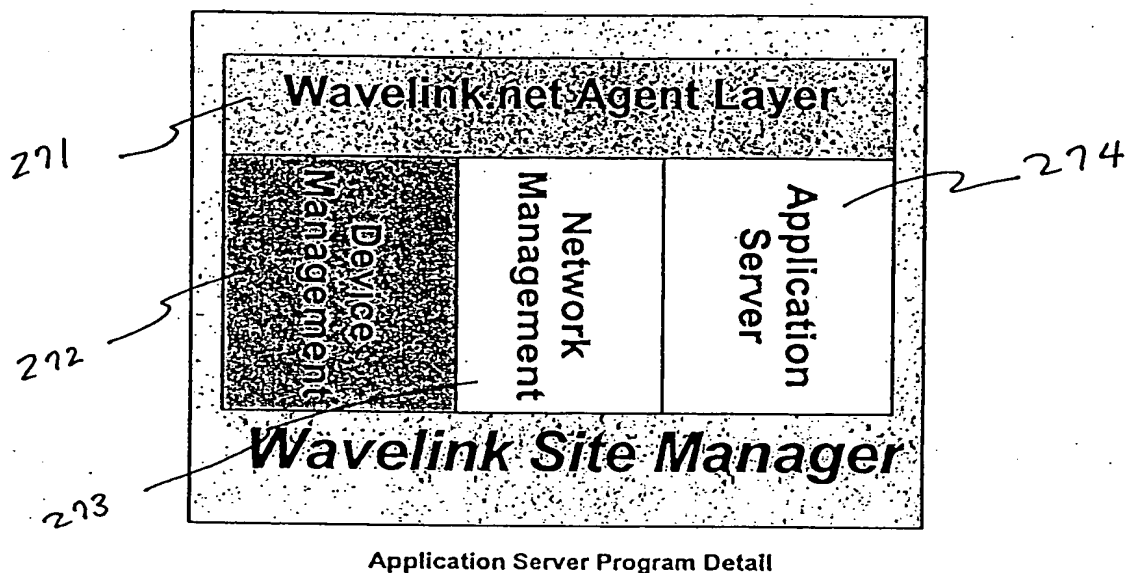 Wavelink.net Agent Layer
271
274
Device
Management
Network
Management
Application
Server
272
273
Wavelink Site Manager
Application Server Program Detail